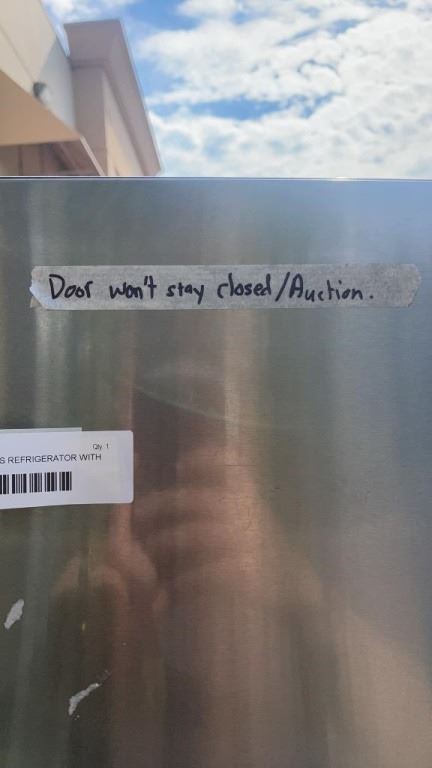 Door won't stay closed/Auction.
Qty. 1
S REFRIGERATOR WITH